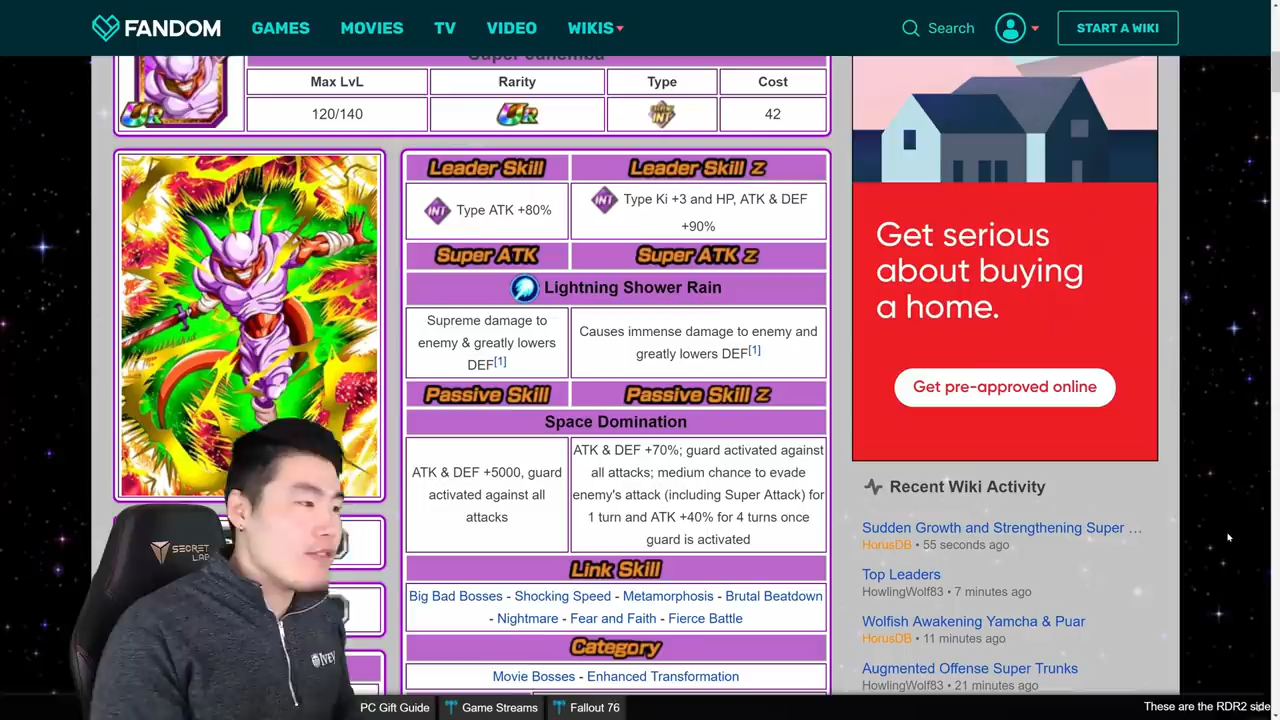 FANDOM
GAMES
MOVIES
TV
VIDEO
WIKIS
Search
START A WIKI
Super Janemba
Max LvL
Rarity
Type
Cost
120/140
UR
INT
42
UR
Leader Skill
Leader Skill Z
INT Type ATK +80%
INT Type Ki +3 and HP, ATK & DEF
+90%
Super ATK
Super ATK Z
Lightning Shower Rain
Supreme damage to
enemy & greatly lowers
DEF[1]
Causes immense damage to enemy and
greatly lowers DEF[1]
Passive Skill
Passive Skill Z
Space Domination
ATK & DEF +5000, guard
activated against all
attacks
ATK & DEF +70%; guard activated against
all attacks; medium chance to evade
enemy's attack (including Super Attack) for
1 turn and ATK +40% for 4 turns once
guard is activated
Link Skill
Big Bad Bosses - Shocking Speed - Metamorphosis - Brutal Beatdown
- Nightmare - Fear and Faith - Fierce Battle
Category
Movie Bosses - Enhanced Transformation
Get serious
about buying
a home.
Get pre-approved online
Recent Wiki Activity
Sudden Growth and Strengthening Super ...
HorusDB • 55 seconds ago
Top Leaders
HowlingWolf83 • 7 minutes ago
Wolfish Awakening Yamcha & Puar
HorusDB • 11 minutes ago
Augmented Offense Super Trunks
HowlingWolf83 • 21 minutes ago
SECRET
LAB
PC Gift Guide
Game Streams
Fallout 76
These are the RDR2 side